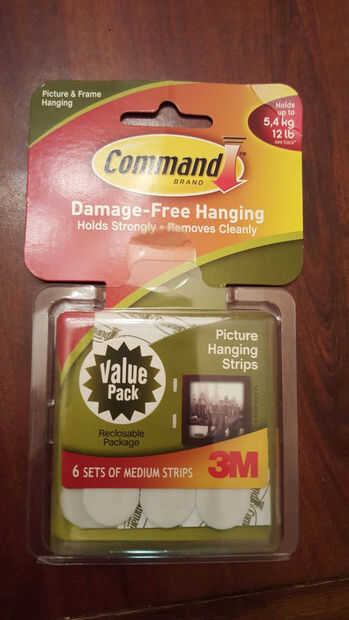 Picture & Frame
Hanging
Holds
up to
5,4 kg
12 lb
Command™
BRAND
Damage-Free Hanging
Holds Strongly • Removes Cleanly
Value
Pack
Reclosable
Package
Picture
Hanging
Strips
6 SETS OF MEDIUM STRIPS
3M